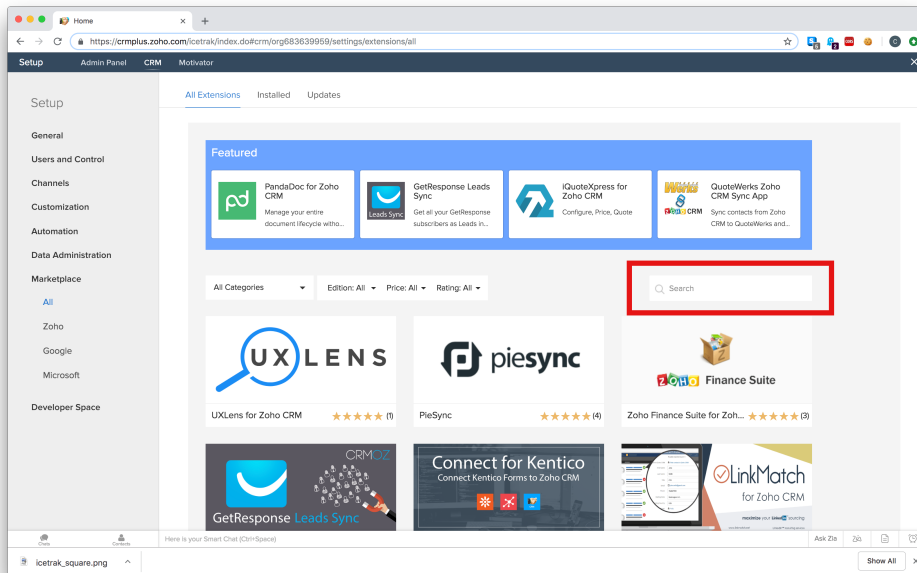 Home
https://crmplus.zoho.com/icetrak/index.do#crm/org683639959/settings/extensions/all
Setup
Admin Panel
CRM
Motivator
Setup
General
Users and Control
Channels
Customization
Automation
Data Administration
Marketplace
All
Zoho
Google
Microsoft
Developer Space
All Extensions
Installed
Updates
Featured
PandaDoc for Zoho
CRM
Manage your entire
document lifecycle witho...
Leads Sync
GetResponse Leads
Sync
Get all your GetResponse
subscribers as Leads in...
iQuoteXpress for
Zoho CRM
Configure, Price, Quote
ZOHO CRM
QuoteWerks Zoho
CRM Sync App
Sync contacts from Zoho
CRM to QuoteWerks and...
All Categories
Edition: All
Price: All
Rating: All
Search
UXLENS
UXLens for Zoho CRM
(1)
piesync
PieSync
(4)
ZOHO Finance Suite
Zoho Finance Suite for Zoh...
(3)
CRMOZ
GetResponse Leads Sync
Connect for Kentico
Connect Kentico Forms to Zoho CRM
LinkMatch
for Zoho CRM
maximize your LinkedIn sourcing
Chats
Contacts
Here is your Smart Chat (Ctrl+Space)
Ask Zia
icetrak_square.png
Show All